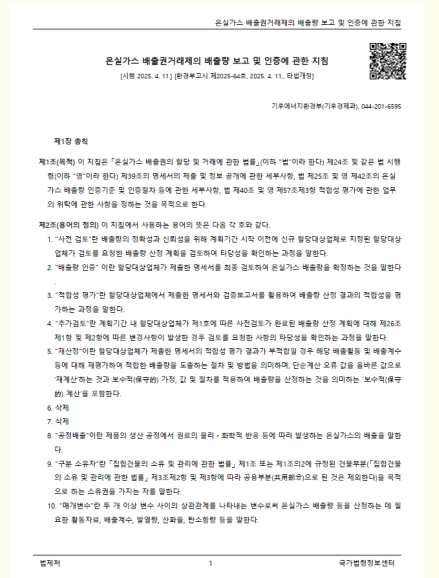 온실가스 배출권거래제의 배출량 보고 및 인증에 관한 지침
온실가스 배출권거래제의 배출량 보고 및 인증에 관한 지침
[시행 2025. 4. 11.] [환경부고시 제2025-64호, 2025. 4. 11., 타법개정]
기후에너지환경부(기후경제과), 044-201-6595
제1장 총칙
제1조(목적) 이 지침은 「온실가스 배출권의 할당 및 거래에 관한 법률」(이하 "법"이라 한다) 제24조 및 같은 법 시행
령(이하 "영"이라 한다) 제39조의 명세서의 제출 및 정보 공개에 관한 세부사항, 법 제25조 및 영 제42조의 온실
가스 배출량 인증기준 및 인증절차 등에 관한 세부사항, 법 제40조 및 영 제57조제3항 적합성 평가에 관한 업무
의 위탁에 관한 사항을 정하는 것을 목적으로 한다.
제2조(용어의 정의) 이 지침에서 사용하는 용어의 뜻은 다음 각 호와 같다.
1. "사전 검토"란 배출량의 정확성과 신뢰성을 위해 계획기간 시작 이전에 신규 할당대상업체로 지정된 할당대상
업체가 검토를 요청한 배출량 산정 계획을 검토하여 타당성을 확인하는 과정을 말한다.
2. "배출량 인증" 이란 할당대상업체가 제출한 명세서를 최종 검토하여 온실가스 배출량을 확정하는 것을 말한다
.
3. "적합성 평가"란 할당대상업체에서 제출한 명세서와 검증보고서를 활용하여 배출량 산정 결과의 적합성을 평
가하는 과정을 말한다.
4. "추가검토"란 계획기간 내 할당대상업체가 제1호에 따른 사전검토가 완료된 배출량 산정 계획에 대해 제26조
제1항 및 제2항에 따른 변경사항이 발생한 경우 검토를 요청한 사항의 타당성을 확인하는 과정을 말한다.
5. "재산정"이란 할당대상업체가 제출한 명세서의 적합성 평가 결과가 부적합일 경우 해당 배출활동 및 배출계수
등에 대해 재평가하여 적합한 배출량을 도출하는 절차 및 방법을 의미하며, 단순계산 오류 값을 올바른 값으로
'재계산'하는 것과 보수적(保守的) 가정, 값 및 절차를 적용하여 배출량을 산정하는 것을 의미하는 '보수적(保守
的) 계산'을 포함한다.
6. 삭제
7. 삭제
8. "공정배출"이란 제품의 생산 공정에서 원료의 물리ㆍ화학적 반응 등에 따라 발생하는 온실가스의 배출을 말한
다.
9. "구분 소유자"란 「집합건물의 소유 및 관리에 관한 법률」 제1조 또는 제1조의2에 규정된 건물부분(「집합건물
의 소유 및 관리에 관한 법률」 제3조제2항 및 제3항에 따라 공용부분(共用部分)으로 된 것은 제외한다)을 목적
으로 하는 소유권을 가지는 자를 말한다.
10. "매개변수"란 두 개 이상 변수 사이의 상관관계를 나타내는 변수로써 온실가스 배출량 등을 산정하는 데 필
요한 활동자료, 배출계수, 발열량, 산화율, 탄소함량 등을 말한다.
법제처 1 국가법령정보센터